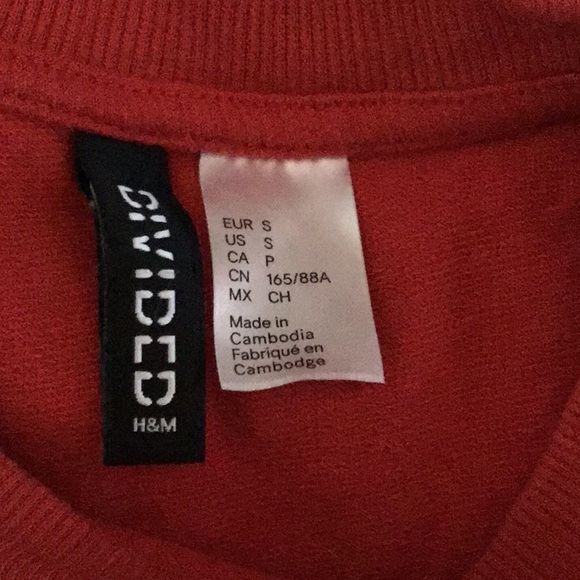 DIVIDED
H&M
EUR S
US S
CA P
CN 165/88A
MX CH
Made in
Cambodia
Fabriqué en
Cambodge